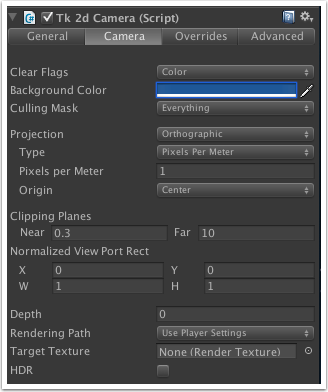 Tk 2d Camera (Script)
General Camera Overrides Advanced
Clear Flags Color
Background Color
Culling Mask Everything
Projection Orthographic
Type Pixels Per Meter
Pixels per Meter 1
Origin Center
Clipping Planes
Near 0.3 Far 10
Normalized View Port Rect
X 0 Y 0
W 1 H 1
Depth 0
Rendering Path Use Player Settings
Target Texture None (Render Texture)
HDR